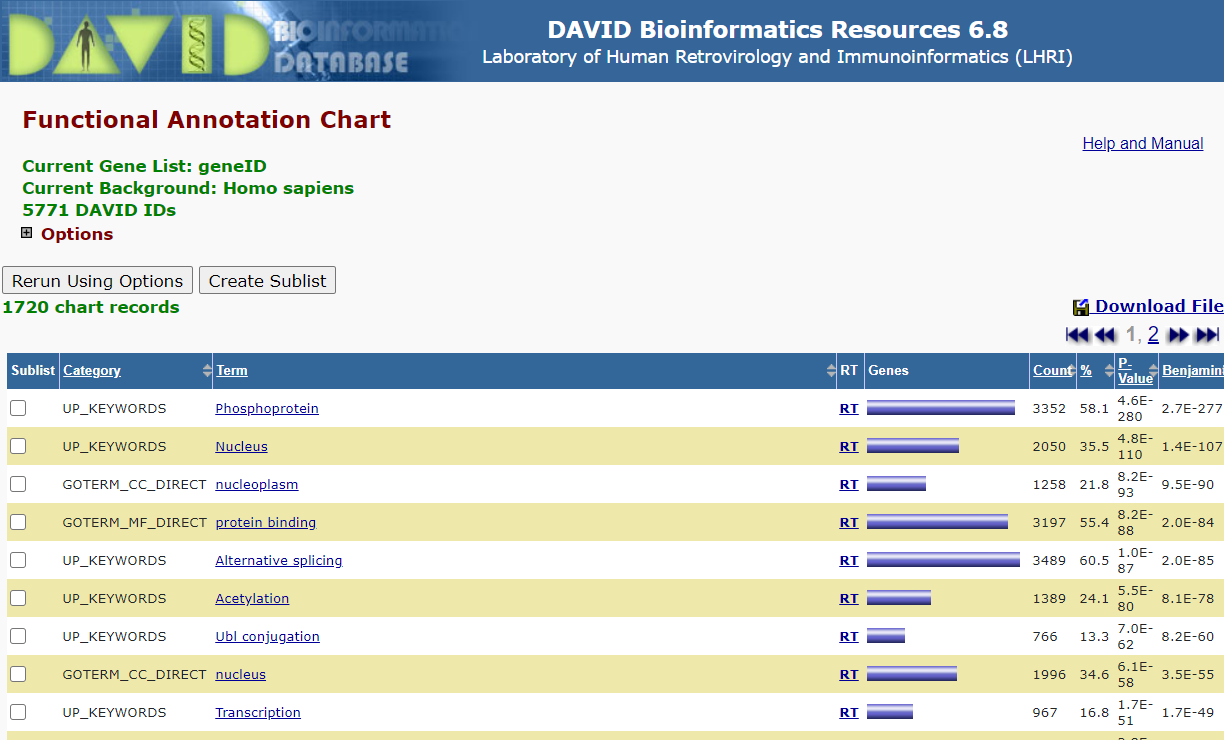 DAVID BIOINFORMATICS DATABASE
DAVID Bioinformatics Resources 6.8
Laboratory of Human Retrovirology and Immunoinformatics (LHRI)
Functional Annotation Chart
Help and Manual
Current Gene List: geneID
Current Background: Homo sapiens
5771 DAVID IDs
Options
Rerun Using Options Create Sublist
1720 chart records Download File
1, 2
Sublist Category Term RT Genes Count % P-Value Benjamini
UP_KEYWORDS Phosphoprotein RT 3352 58.1 4.6E-280 2.7E-277
UP_KEYWORDS Nucleus RT 2050 35.5 4.8E-110 1.4E-107
GOTERM_CC_DIRECT nucleoplasm RT 1258 21.8 8.2E-93 9.5E-90
GOTERM_MF_DIRECT protein binding RT 3197 55.4 8.2E-88 2.0E-84
UP_KEYWORDS Alternative splicing RT 3489 60.5 1.0E-87 2.0E-85
UP_KEYWORDS Acetylation RT 1389 24.1 5.5E-80 8.1E-78
UP_KEYWORDS Ubl conjugation RT 766 13.3 7.0E-62 8.2E-60
GOTERM_CC_DIRECT nucleus RT 1996 34.6 6.1E-58 3.5E-55
UP_KEYWORDS Transcription RT 967 16.8 1.7E-51 1.7E-49